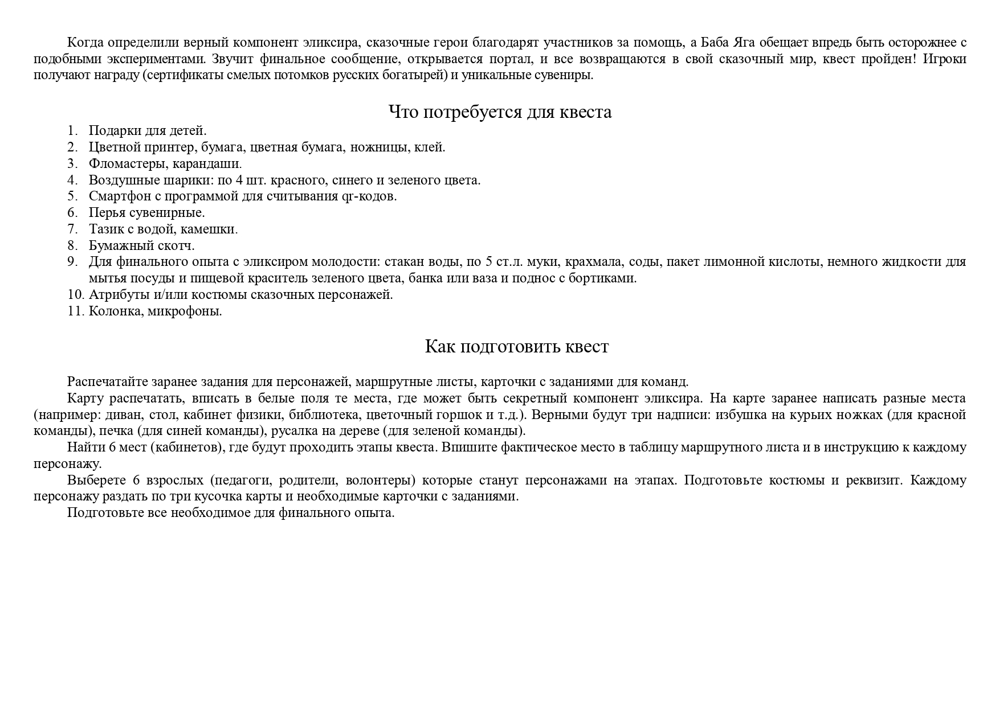 Когда определили верный компонент эликсира, сказочные герои благодарят участников за помощь, а Баба Яга обещает впредь быть осторожнее с
подобными экспериментами. Звучит финальное сообщение, открывается портал, и все возвращаются в свой сказочный мир, квест пройден! Игроки
получают награду (сертификаты смелых потомков русских богатырей) и уникальные сувениры.
Что потребуется для квеста
1. Подарки для детей.
2. Цветной принтер, бумага, цветная бумага, ножницы, клей.
3. Фломастеры, карандаши.
4. Воздушные шарики: по 4 шт. красного, синего и зеленого цвета.
5. Смартфон с программой для считывания qr-кодов.
6. Перья сувенирные.
7. Тазик с водой, камешки.
8. Бумажный скотч.
9. Для финального опыта с эликсиром молодости: стакан воды, по 5 ст.л. муки, крахмала, соды, пакет лимонной кислоты, немного жидкости для
мытья посуды и пищевой краситель зеленого цвета, банка или ваза и поднос с бортиками.
10. Атрибуты и/или костюмы сказочных персонажей.
11. Колонка, микрофоны.
Как подготовить квест
Распечатайте заранее задания для персонажей, маршрутные листы, карточки с заданиями для команд.
Карту распечатать, вписать в белые поля те места, где может быть секретный компонент эликсира. На карте заранее написать разные места
(например: диван, стол, кабинет физики, библиотека, цветочный горшок и т.д.). Верными будут три надписи: избушка на курьих ножках (для красной
команды), печка (для синей команды), русалка на дереве (для зеленой команды).
Найти 6 мест (кабинетов), где будут проходить этапы квеста. Впишите фактическое место в таблицу маршрутного листа и в инструкцию к каждому
персонажу.
Выберете 6 взрослых (педагоги, родители, волонтеры) которые станут персонажами на этапах. Подготовьте костюмы и реквизит. Каждому
персонажу раздать по три кусочка карты и необходимые карточки с заданиями.
Подготовьте все необходимое для финального опыта.